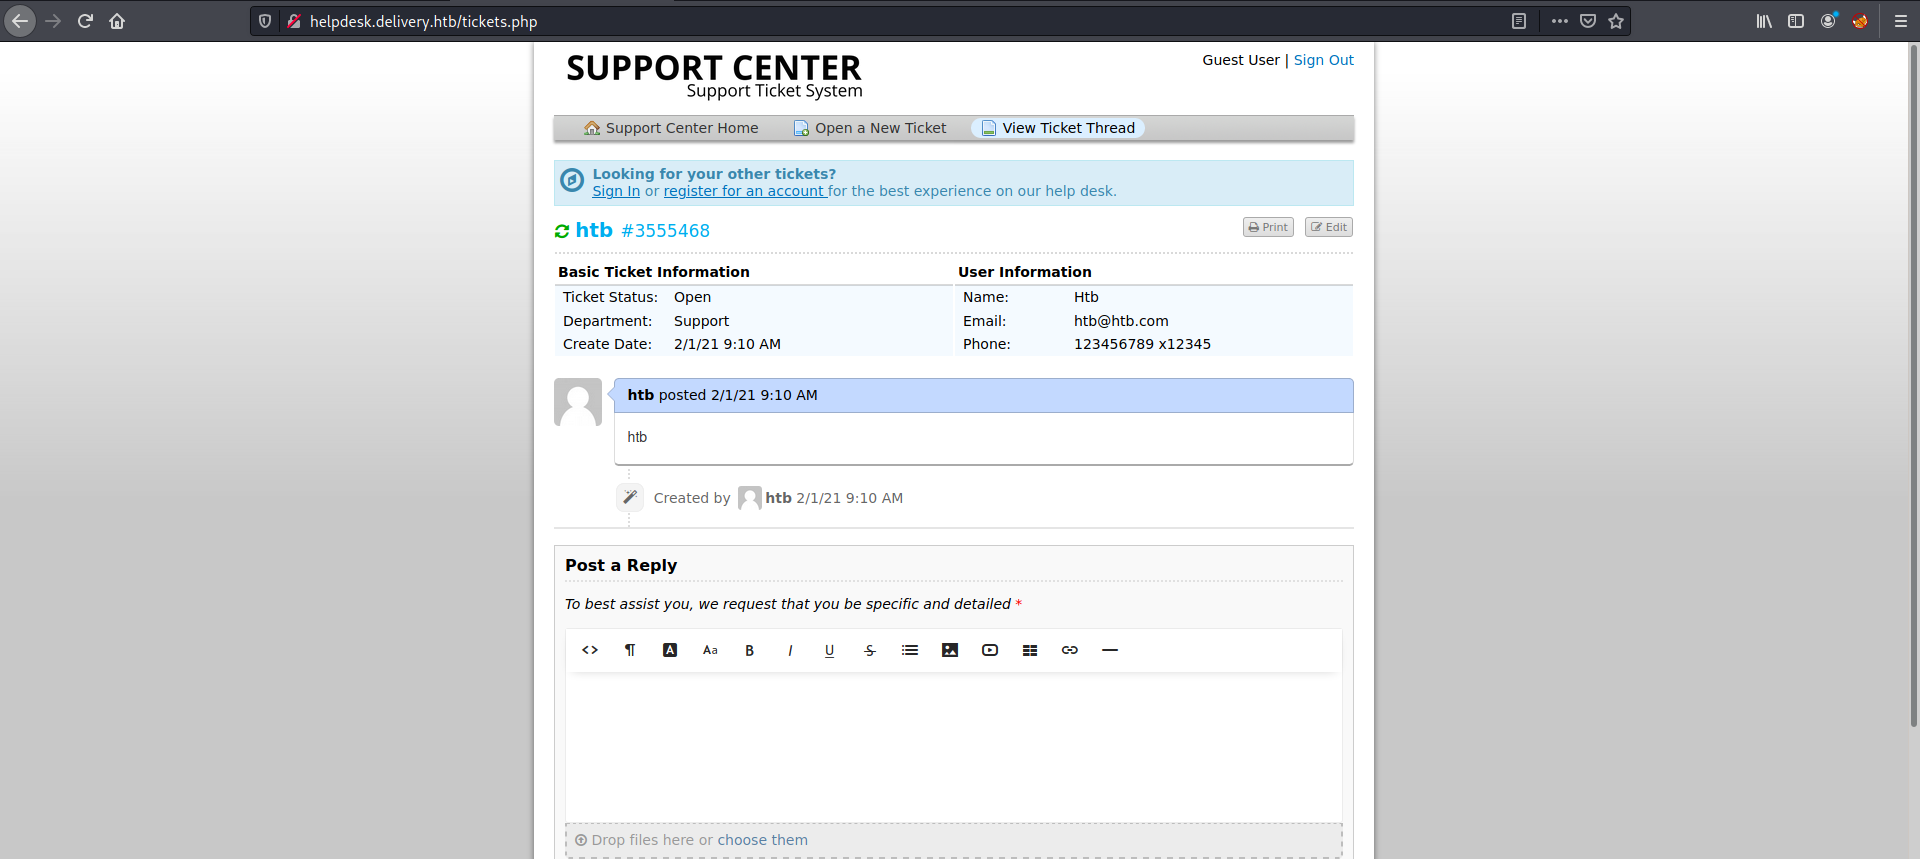 helpdesk.delivery.htb/tickets.php
SUPPORT CENTER
Support Ticket System
Guest User | Sign Out
Support Center Home
Open a New Ticket
View Ticket Thread
Looking for your other tickets?
Sign In or register for an account for the best experience on our help desk.
htb #3555468
Print
Edit
Basic Ticket Information
Ticket Status: Open
Department: Support
Create Date: 2/1/21 9:10 AM
User Information
Name: Htb
Email: htb@htb.com
Phone: 123456789 x12345
htb posted 2/1/21 9:10 AM
htb
Created by htb 2/1/21 9:10 AM
Post a Reply
To best assist you, we request that you be specific and detailed *
<> ¶ A Aa B I U S
Drop files here or choose them